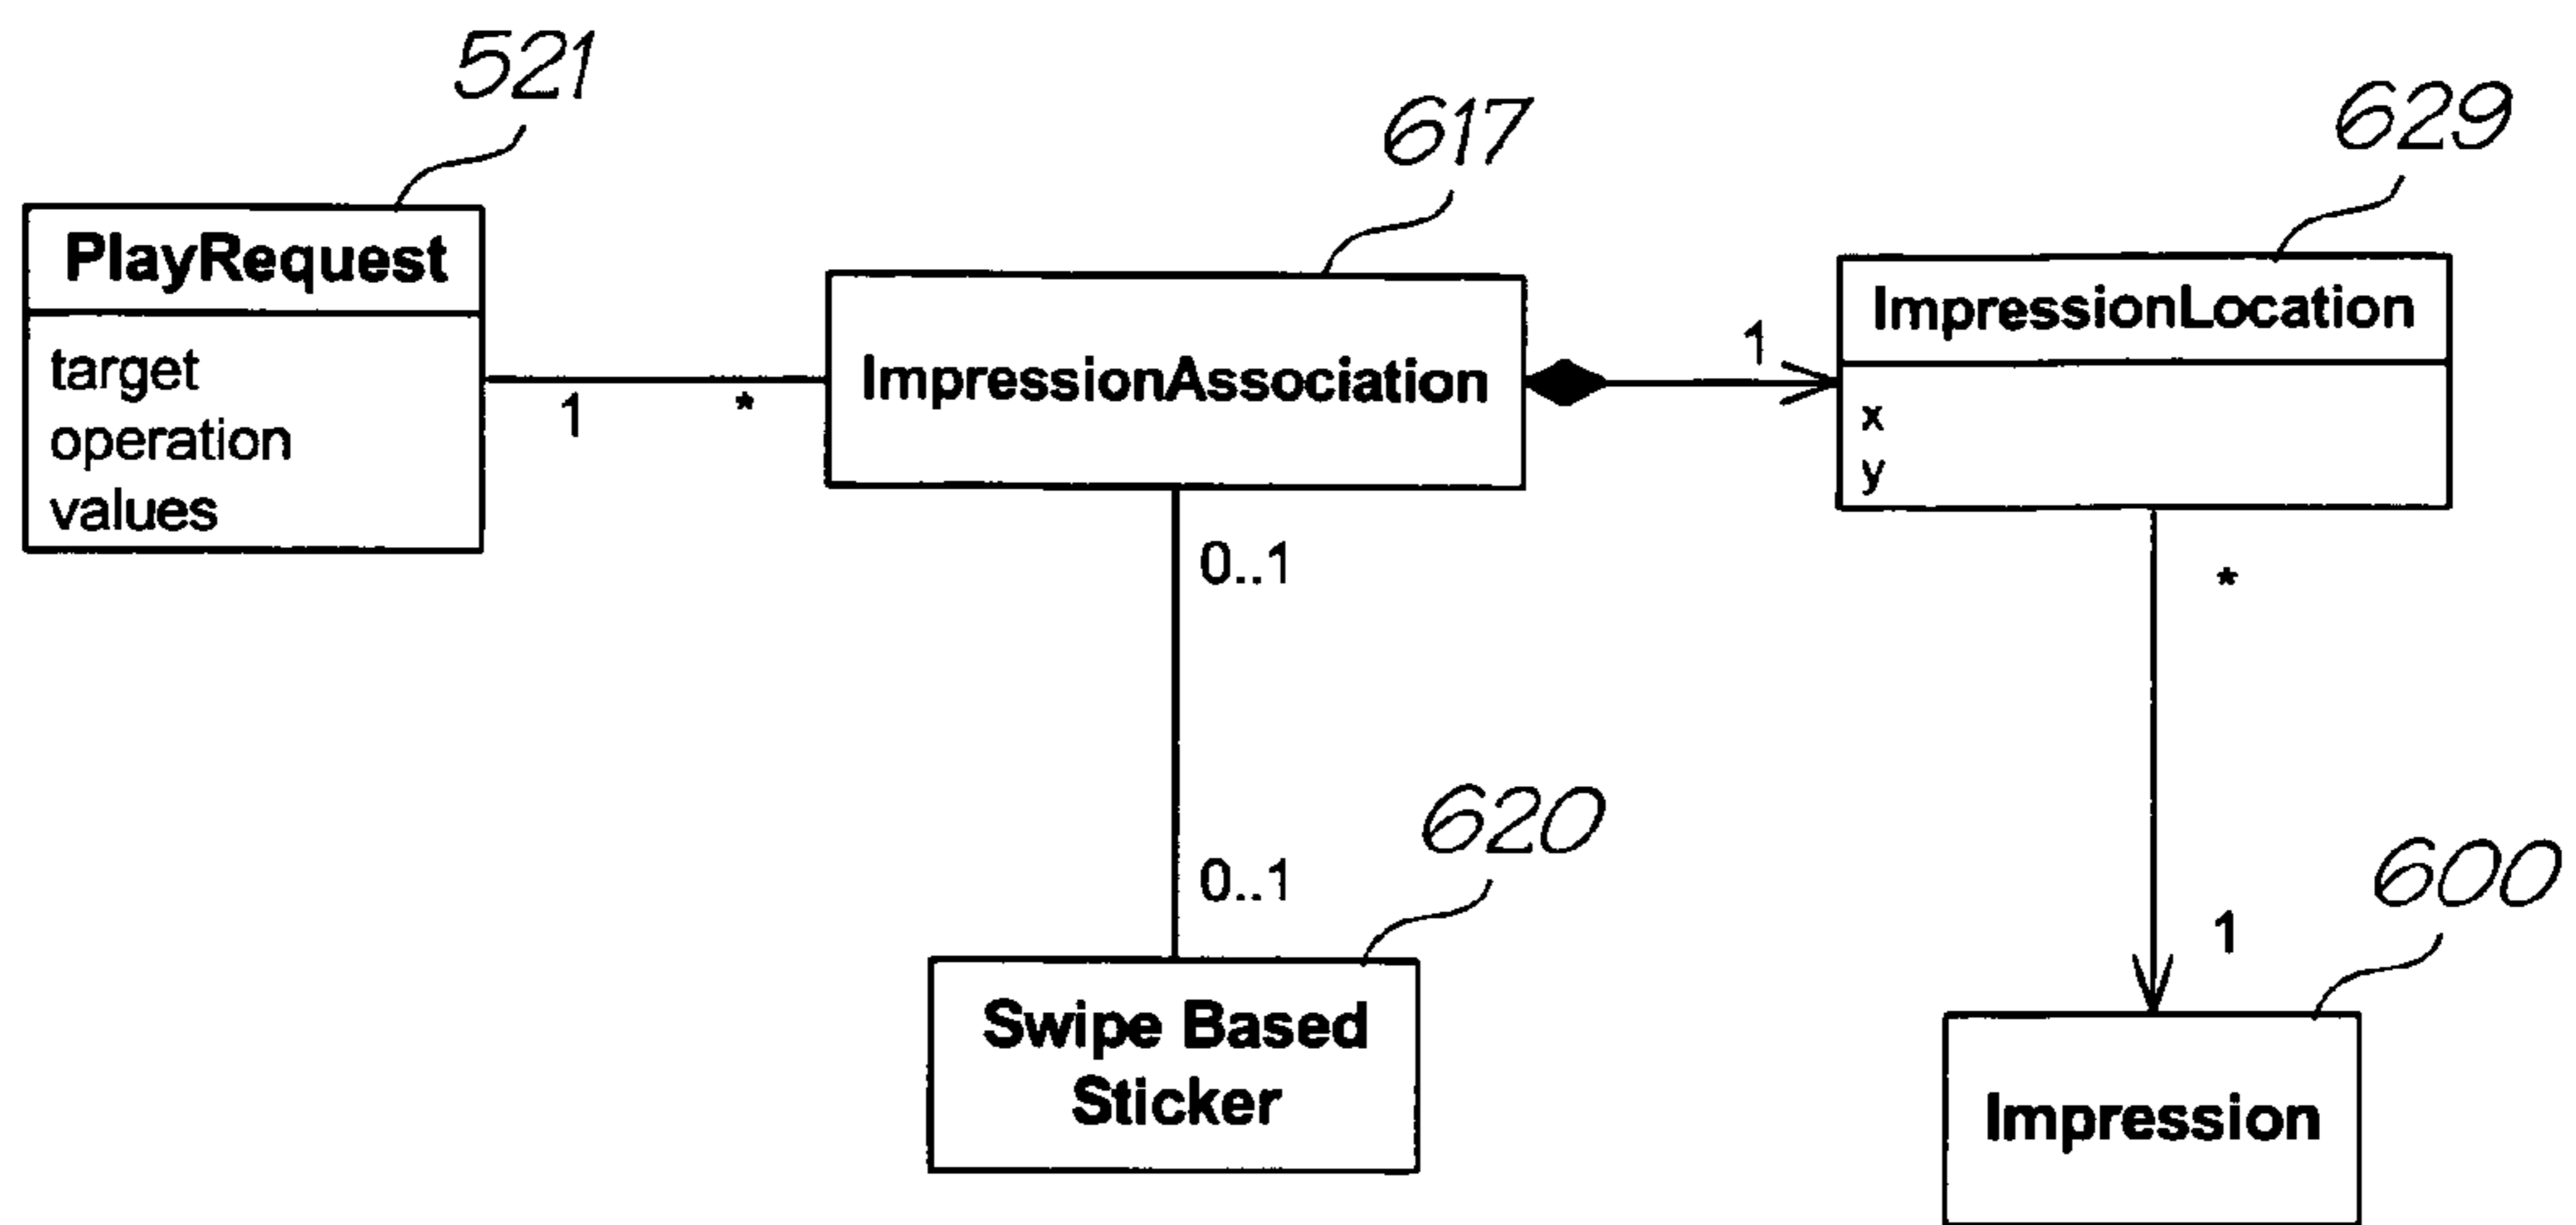 521
617
629
PlayRequest
target
operation
values
1
*
ImpressionAssociation
1
ImpressionLocation
x
y
0..1
*
0..1
620
1
600
Swipe Based
Sticker
Impression